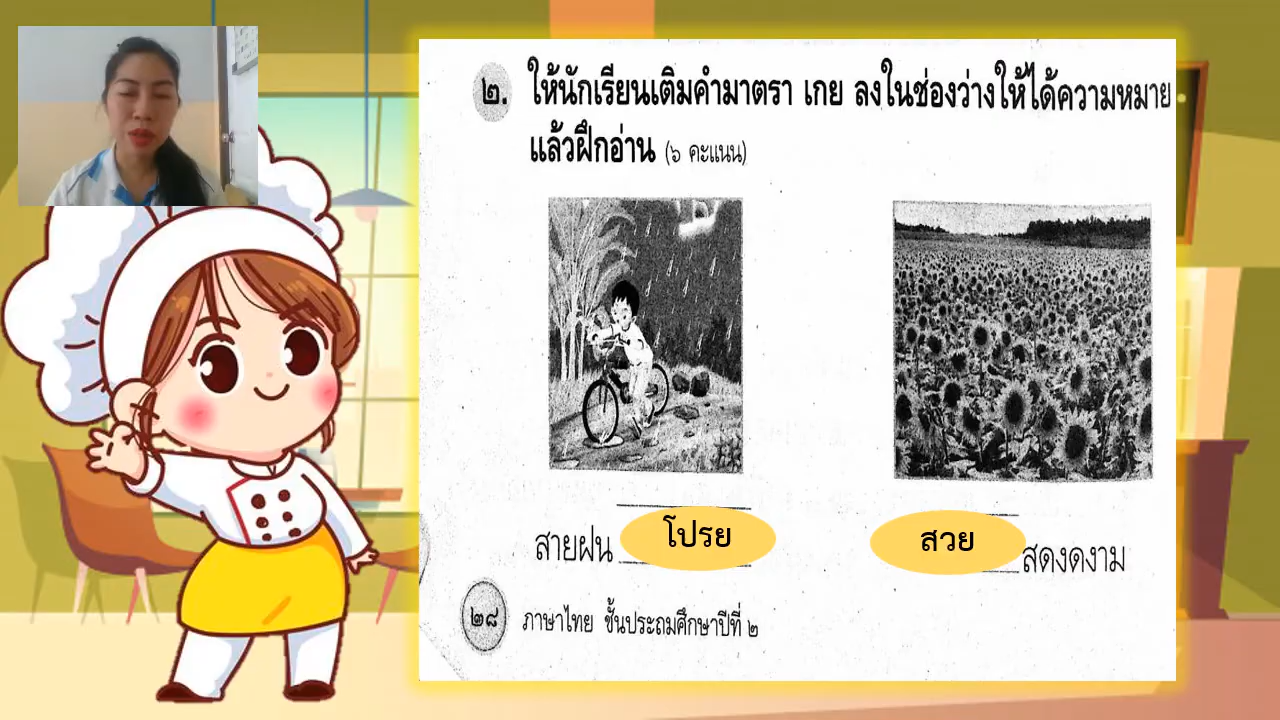 ๒. ให้นักเรียนเติมคำมาตรา เกย ลงในช่องว่างให้ได้ความหมาย
แล้วฝึกอ่าน (๖ คะแนน)
สายฝน โปรย
สวย สดงดงาม
๒๘ ภาษาไทย ชั้นประถมศึกษาปีที่ ๒